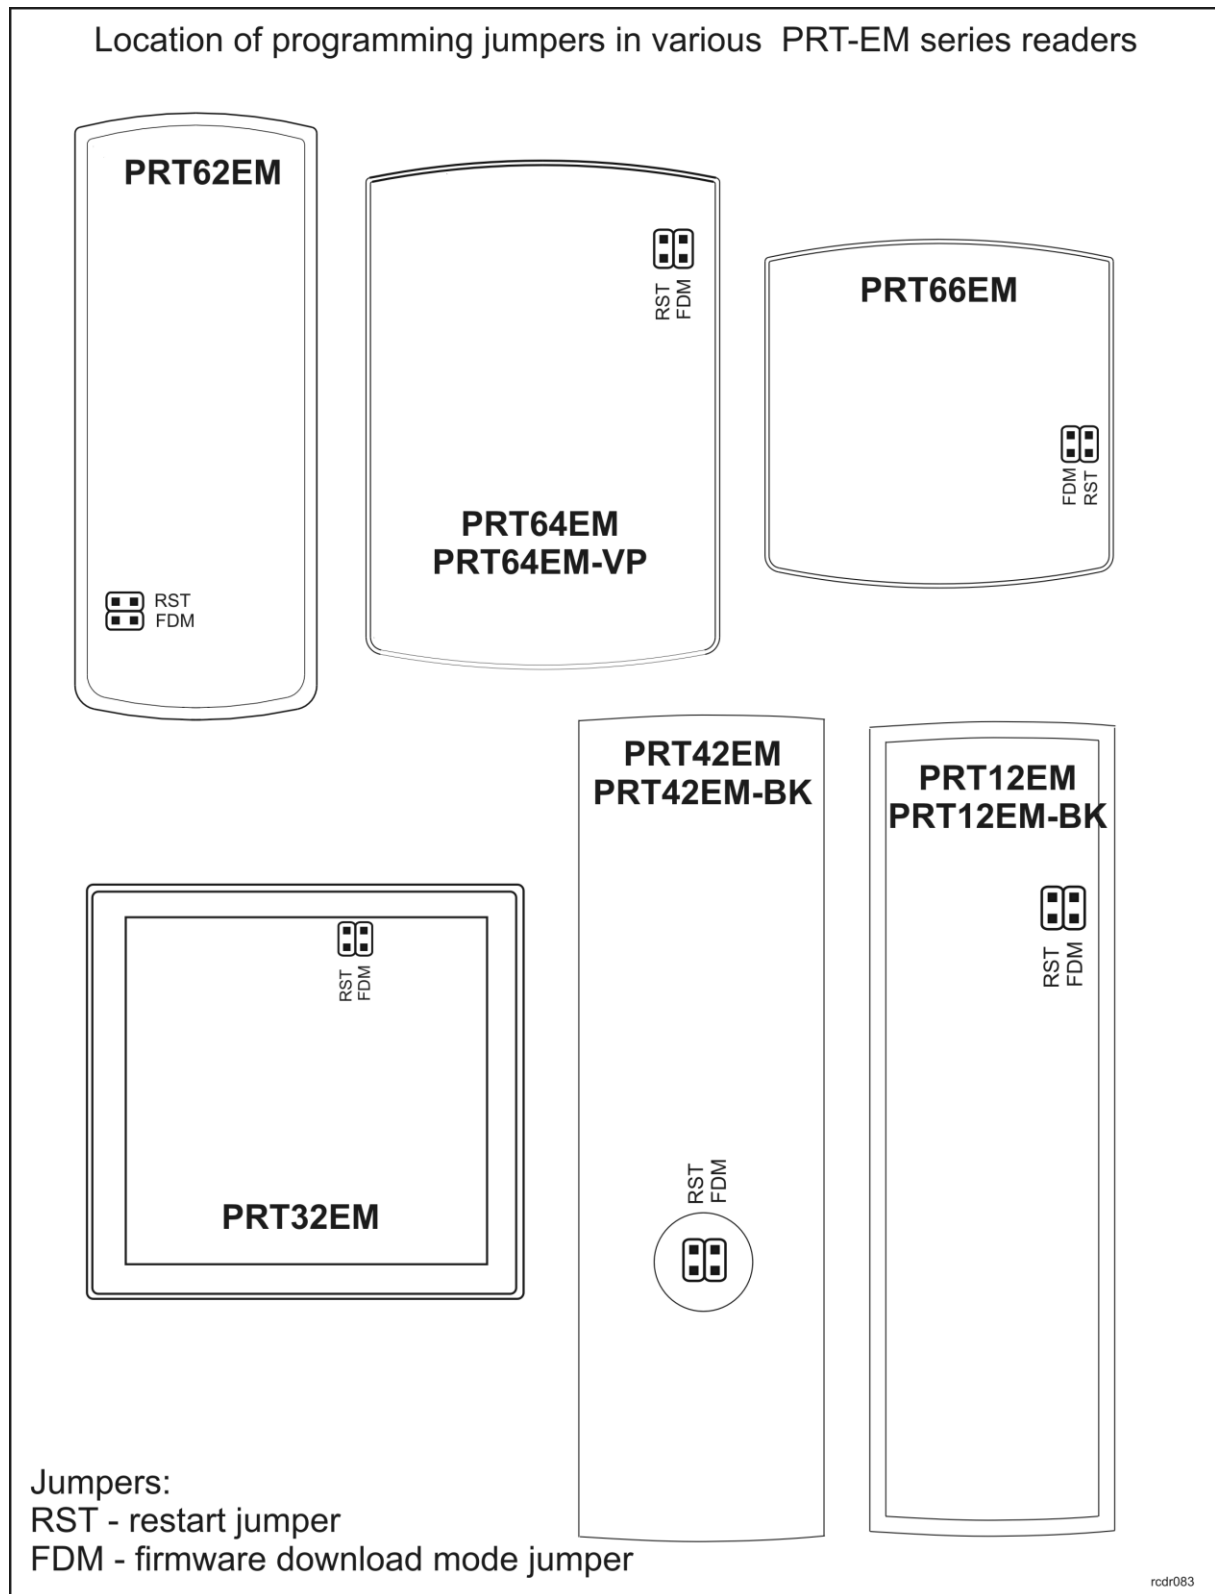 Location of programming jumpers in various PRT-EM series readers
PRT62EM
RST
FDM
RST
FDM
PRT64EM
PRT64EM-VP
PRT66EM
FDM
RST
RST
FDM
PRT32EM
PRT42EM
PRT42EM-BK
RST
FDM
PRT12EM
PRT12EM-BK
RST
FDM
Jumpers:
RST - restart jumper
FDM - firmware download mode jumper
rcdr083